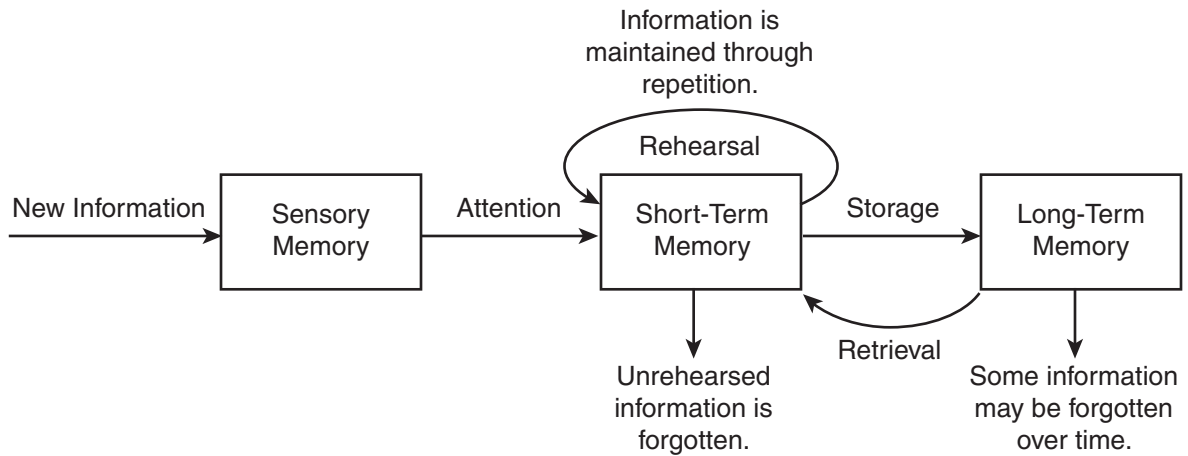 Information is
maintained through
repetition.
Rehearsal
New Information
Sensory
Memory
Attention
Short-Term
Memory
Storage
Long-Term
Memory
Retrieval
Unrehearsed
information is
forgotten.
Some information
may be forgotten
over time.